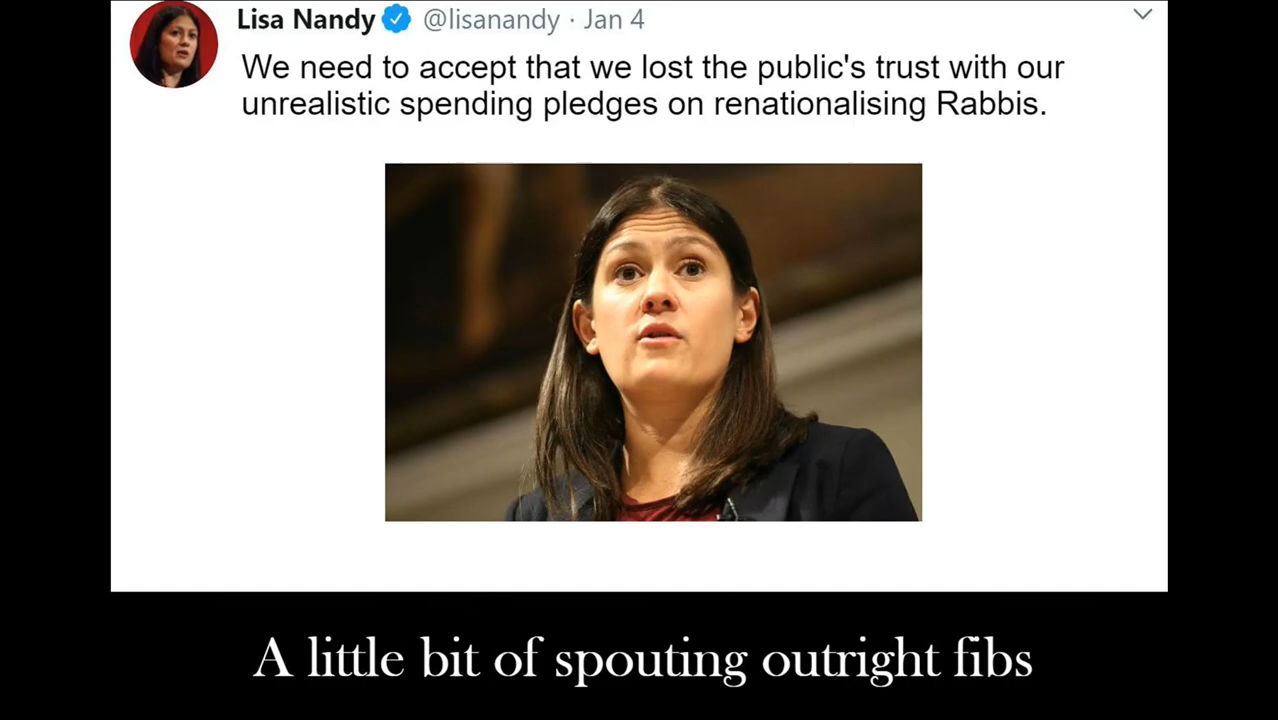 Lisa Nandy @lisanandy · Jan 4
We need to accept that we lost the public's trust with our
unrealistic spending pledges on renationalising Rabbis.
A little bit of spouting outright fibs